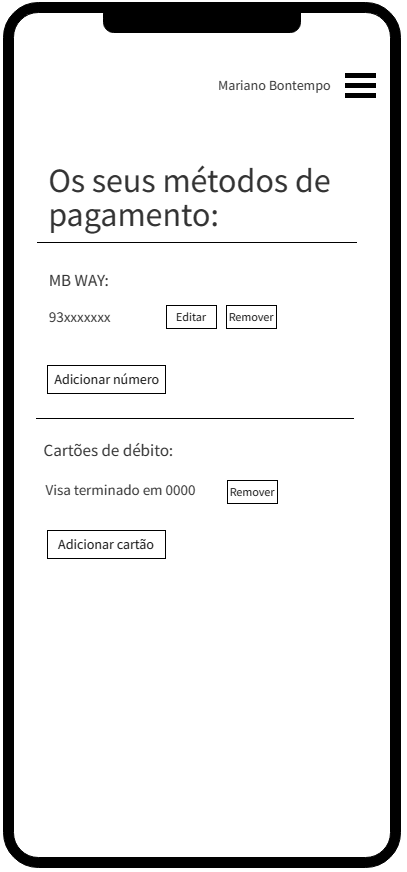 Mariano Bontempo
Os seus métodos de
pagamento:
MB WAY:
93xxxxxxx Editar Remover
Adicionar número
Cartões de débito:
Visa terminado em 0000 Remover
Adicionar cartão